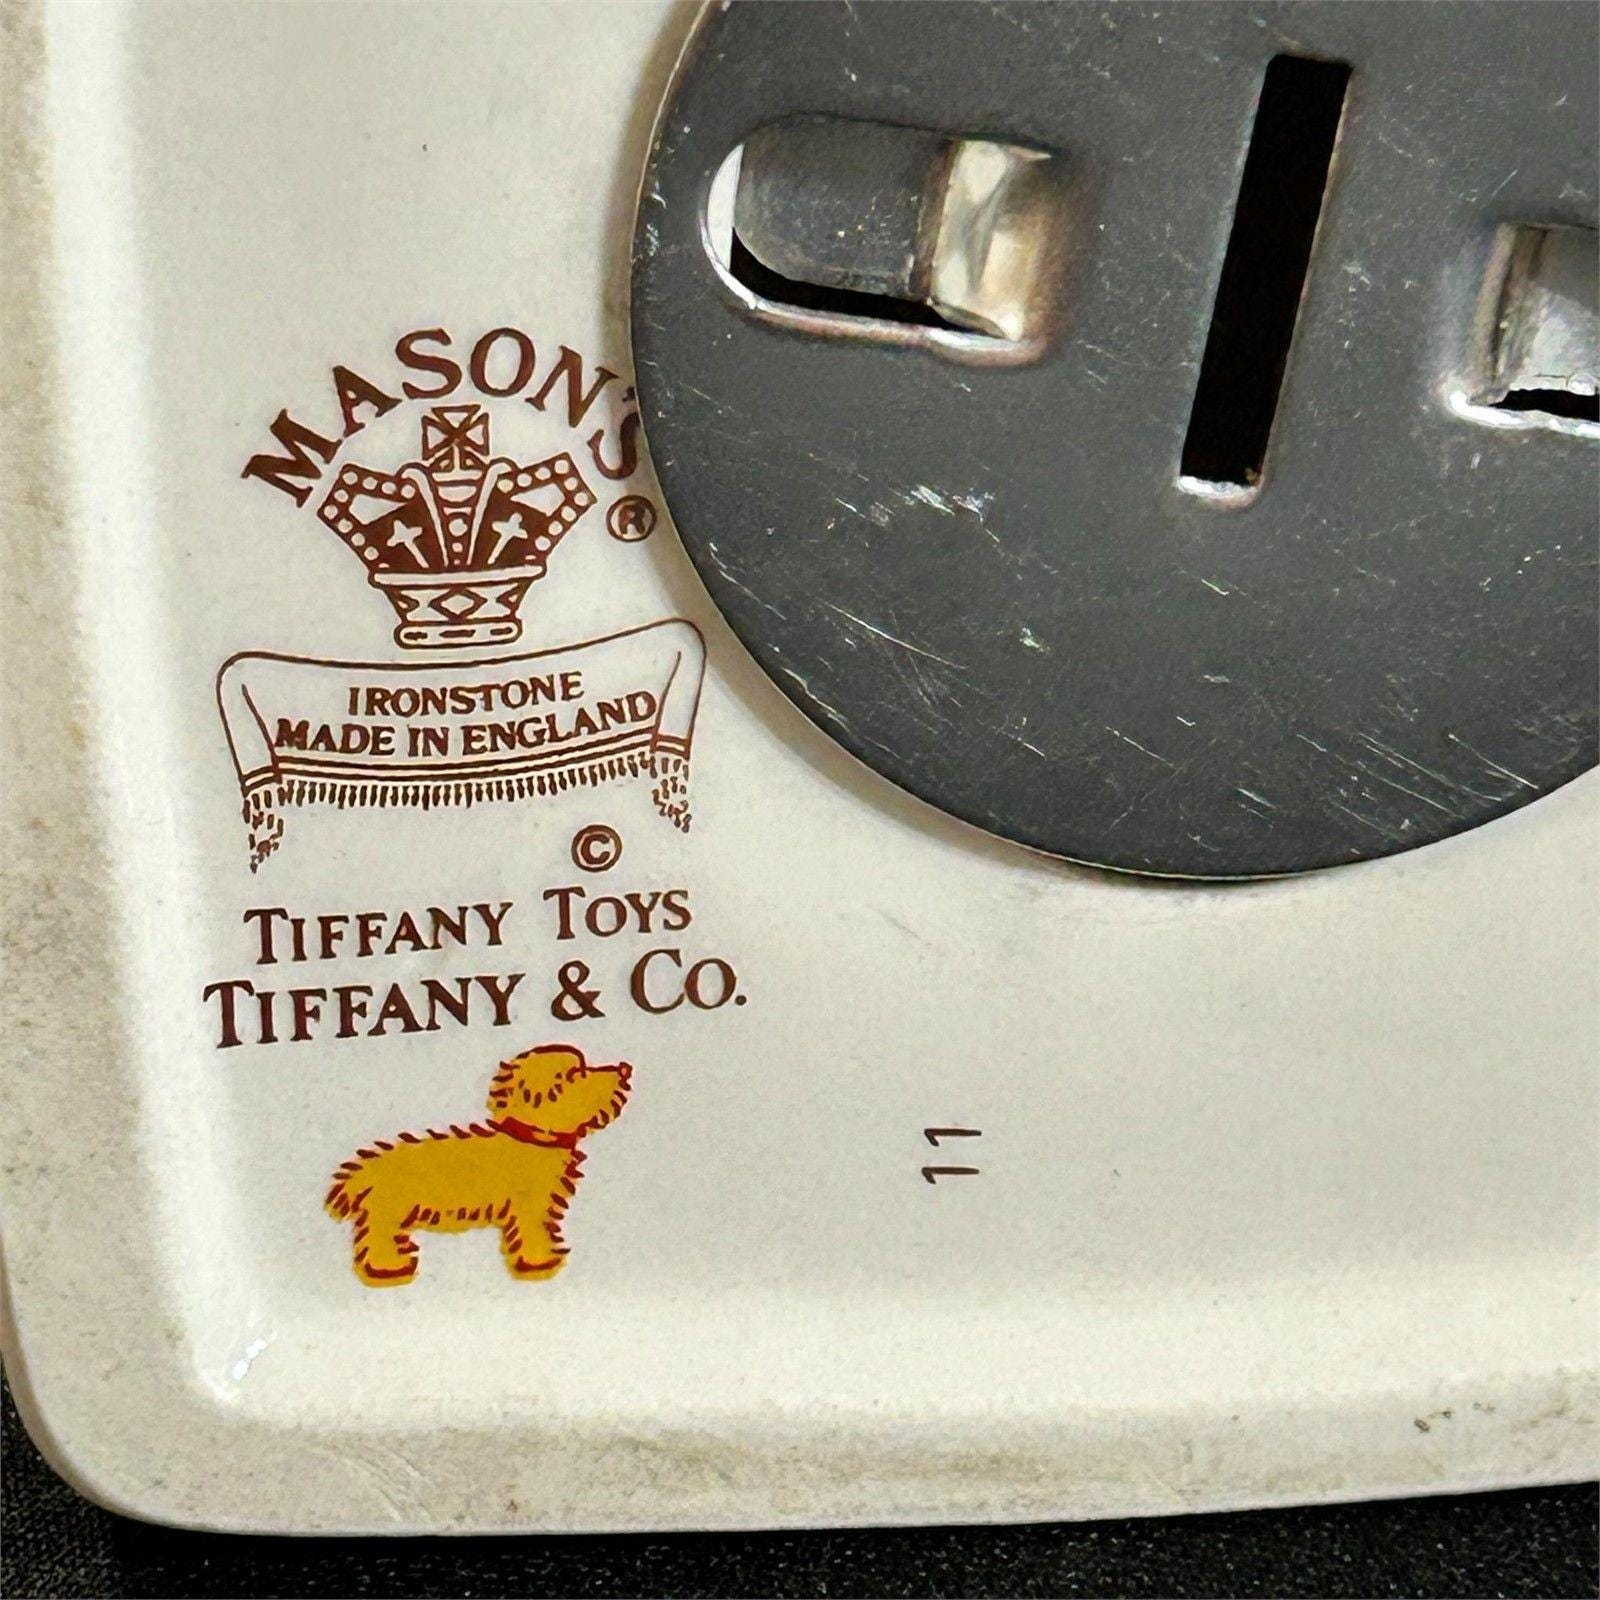 MASON'S
®
IRONSTONE
MADE IN ENGLAND
©
TIFFANY TOYS
TIFFANY & CO.
11